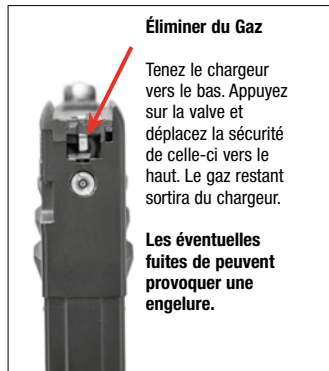 Éliminer du Gaz
Tenez le chargeur
vers le bas. Appuyez
sur la valve et
déplacez la sécurité
de celle-ci vers le
haut. Le gaz restant
sortira du chargeur.
Les éventuelles
fuites de peuvent
provoquer une
engelure.